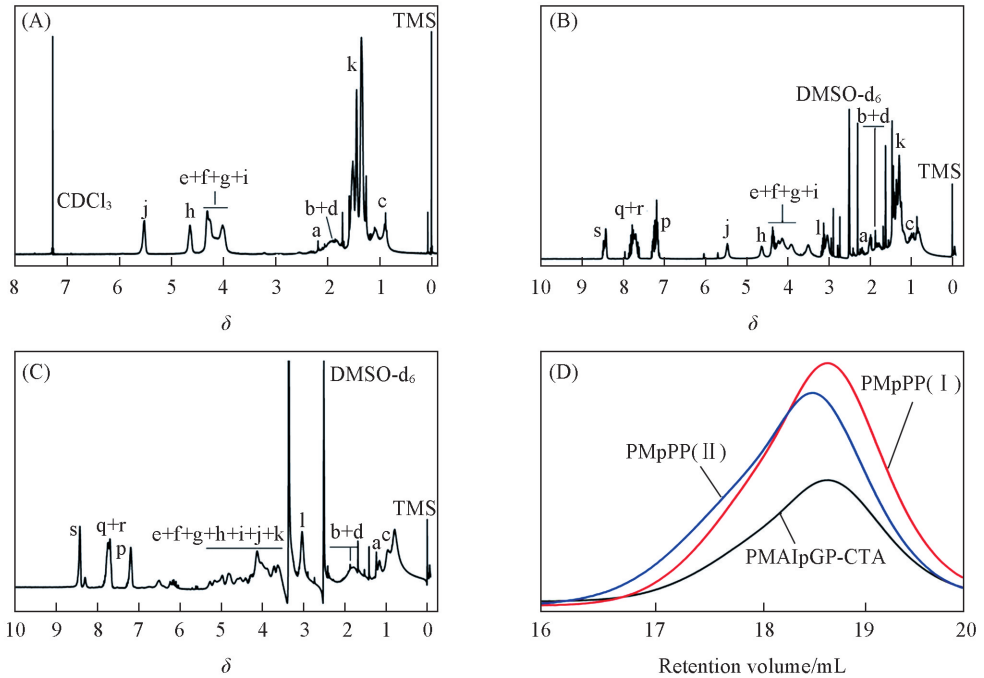 (A)
TMS
k
CDCl₃
j
h
e+f+g+i
b+d
a
c
8 7 6 5 4 3 2 1 0
δ
(B)
DMSO-d₆
b+d
k
TMS
e+f+g+i
q+r
s
p
j
h
l
a
c
10 9 8 7 6 5 4 3 2 1 0
δ
(C)
DMSO-d₆
TMS
s
q+r
p
e+f+g+h+i+j+k
l
b+d
a
c
10 9 8 7 6 5 4 3 2 1 0
δ
(D)
PMpPP(Ⅰ)
PMpPP(Ⅱ)
PMAIpGP-CTA
16 17 18 19 20
Retention volume/mL